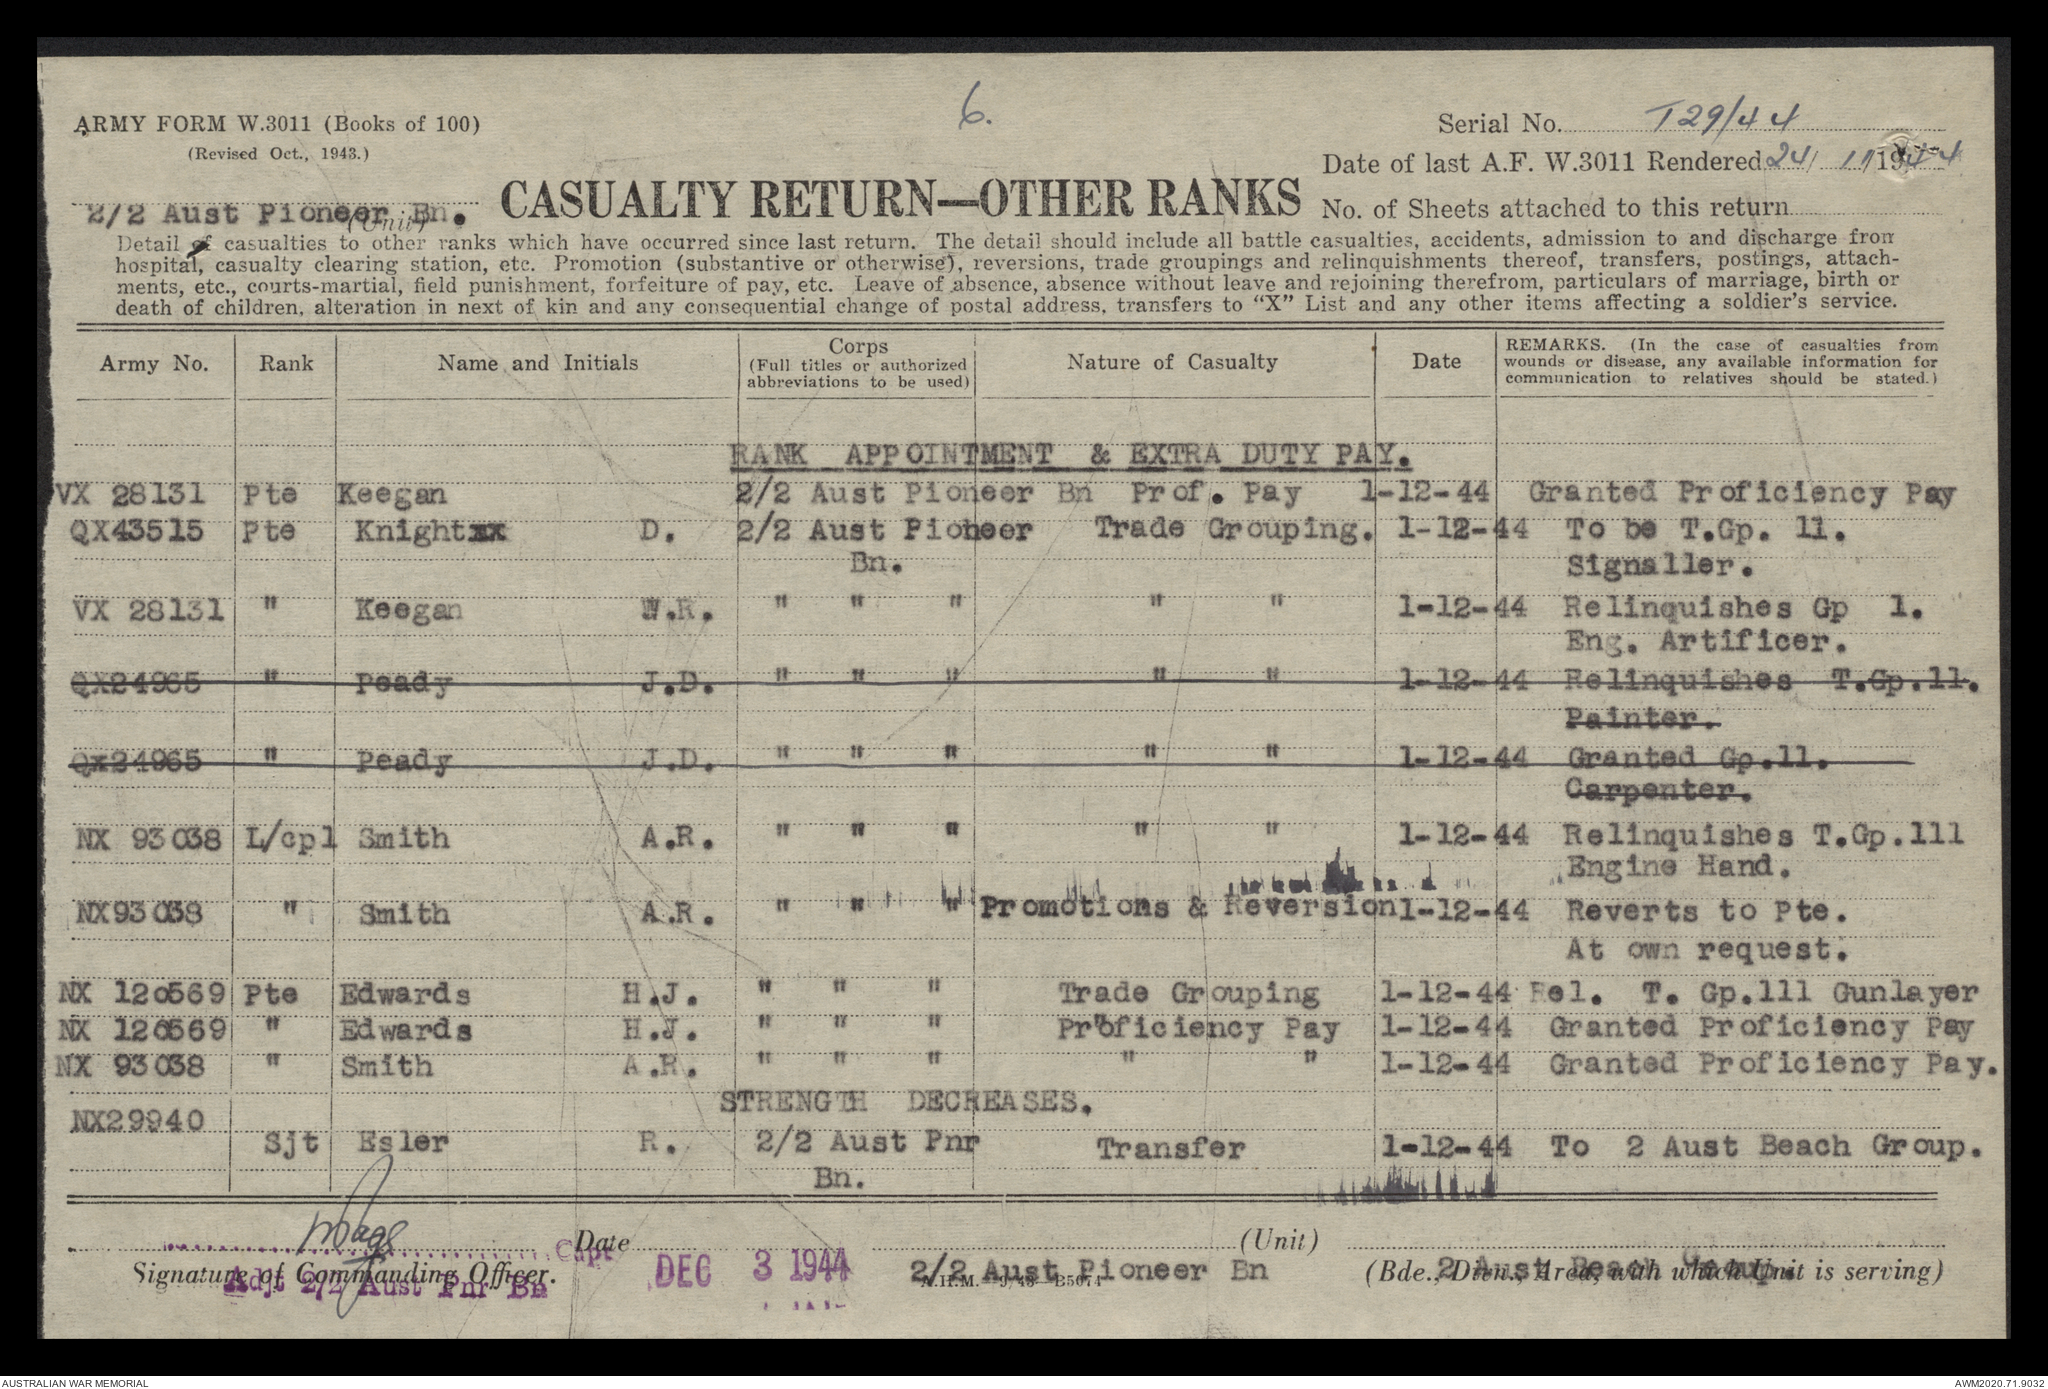 6.
ARMY FORM W.3011 (Books of 100)
(Revised Oct., 1943.)
Serial No. T29/44
Date of last A.F. W.3011 Rendered 24/ 11/1944
2/2 Aust Pioneer Bn.
(Unit)
CASUALTY RETURN—OTHER RANKS
No. of Sheets attached to this return
Detail of casualties to other ranks which have occurred since last return. The detail should include all battle casualties, accidents, admission to and discharge from
hospital, casualty clearing station, etc. Promotion (substantive or otherwise), reversions, trade groupings and relinquishments thereof, transfers, postings, attach-
ments, etc., courts-martial, field punishment, forfeiture of pay, etc. Leave of absence, absence without leave and rejoining therefrom, particulars of marriage, birth or
death of children, alteration in next of kin and any consequential change of postal address, transfers to "X" List and any other items affecting a soldier's service.
Army No. Rank Name and Initials Corps (Full titles or authorized abbreviations to be used) Nature of Casualty Date REMARKS. (In the case of casualties from wounds or disease, any available information for communication to relatives should be stated.)
RANK APPOINTMENT & EXTRA DUTY PAY.
VX 28131 Pte Keegan 2/2 Aust Pioneer Bn Prof. Pay 1-12-44 Granted Proficiency Pay
QX43515 Pte Knightxx D. 2/2 Aust Pioneer Trade Grouping. 1-12-44 To be T.Gp. 11.
Bn. Signaller.
VX 28131 " Keegan W.R. " " " " " 1-12-44 Relinquishes Gp 1.
Eng. Artificer.
QX24965 " Peady J.D. " " " " " 1-12-44 Relinquishes T.Gp.11.
Painter.
Qx24965 " Peady J.D. " " " " " 1-12-44 Granted Gp.11.
Carpenter.
NX 93038 L/cpl Smith A.R. " " " " " 1-12-44 Relinquishes T.Gp.111
Engine Hand.
NX93038 " Smith A.R. " " " Promotions & Reversion 1-12-44 Reverts to Pte.
At own request.
NX 120569 Pte Edwards H.J. " " " Trade Grouping 1-12-44 Rel. T. Gp.111 Gunlayer
NX 120569 " Edwards H.J. " " " Proficiency Pay 1-12-44 Granted Proficiency Pay
NX 93038 " Smith A.R. " " " " " 1-12-44 Granted Proficiency Pay.
STRENGTH DECREASES.
NX29940
Sjt Esler R. 2/2 Aust Pnr Transfer 1-12-44 To 2 Aust Beach Group.
Bn.
Capt
Signature of Commanding Officer.
Adjt 2/2 Aust Pnr Bn
Date
DEC 3 1944
2/2 Aust Pioneer Bn
(Unit)
2 Aust Beach Group.
(Bde., Divn., Area, with which Unit is serving)
AUSTRALIAN WAR MEMORIAL
AWM2020.71.9032